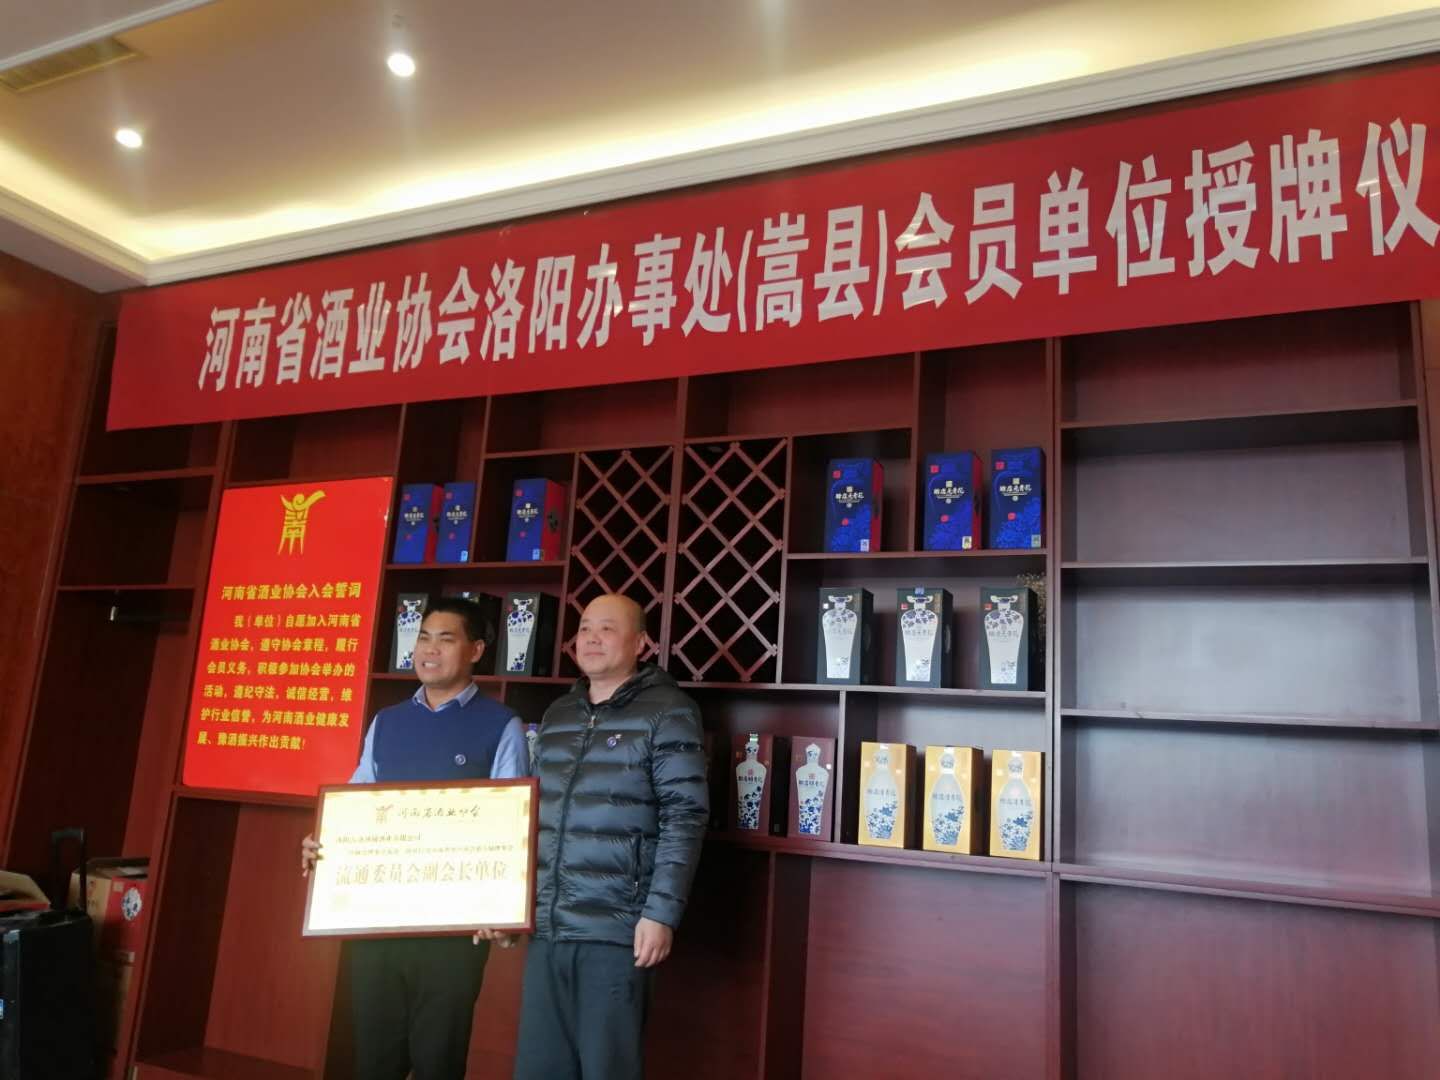 河南省酒业协会洛阳办事处(嵩县)会员单位授牌仪
河南省酒业协会入会誓词
我（单位）自愿加入河南省
酒业协会，遵守协会章程，履行
会员义务，积极参加协会举办的
活动，遵纪守法，诚信经营，维
护行业信誉，为河南酒业健康发
展、豫酒振兴作出贡献！
河南省酒业协会
流通委员会副会长单位